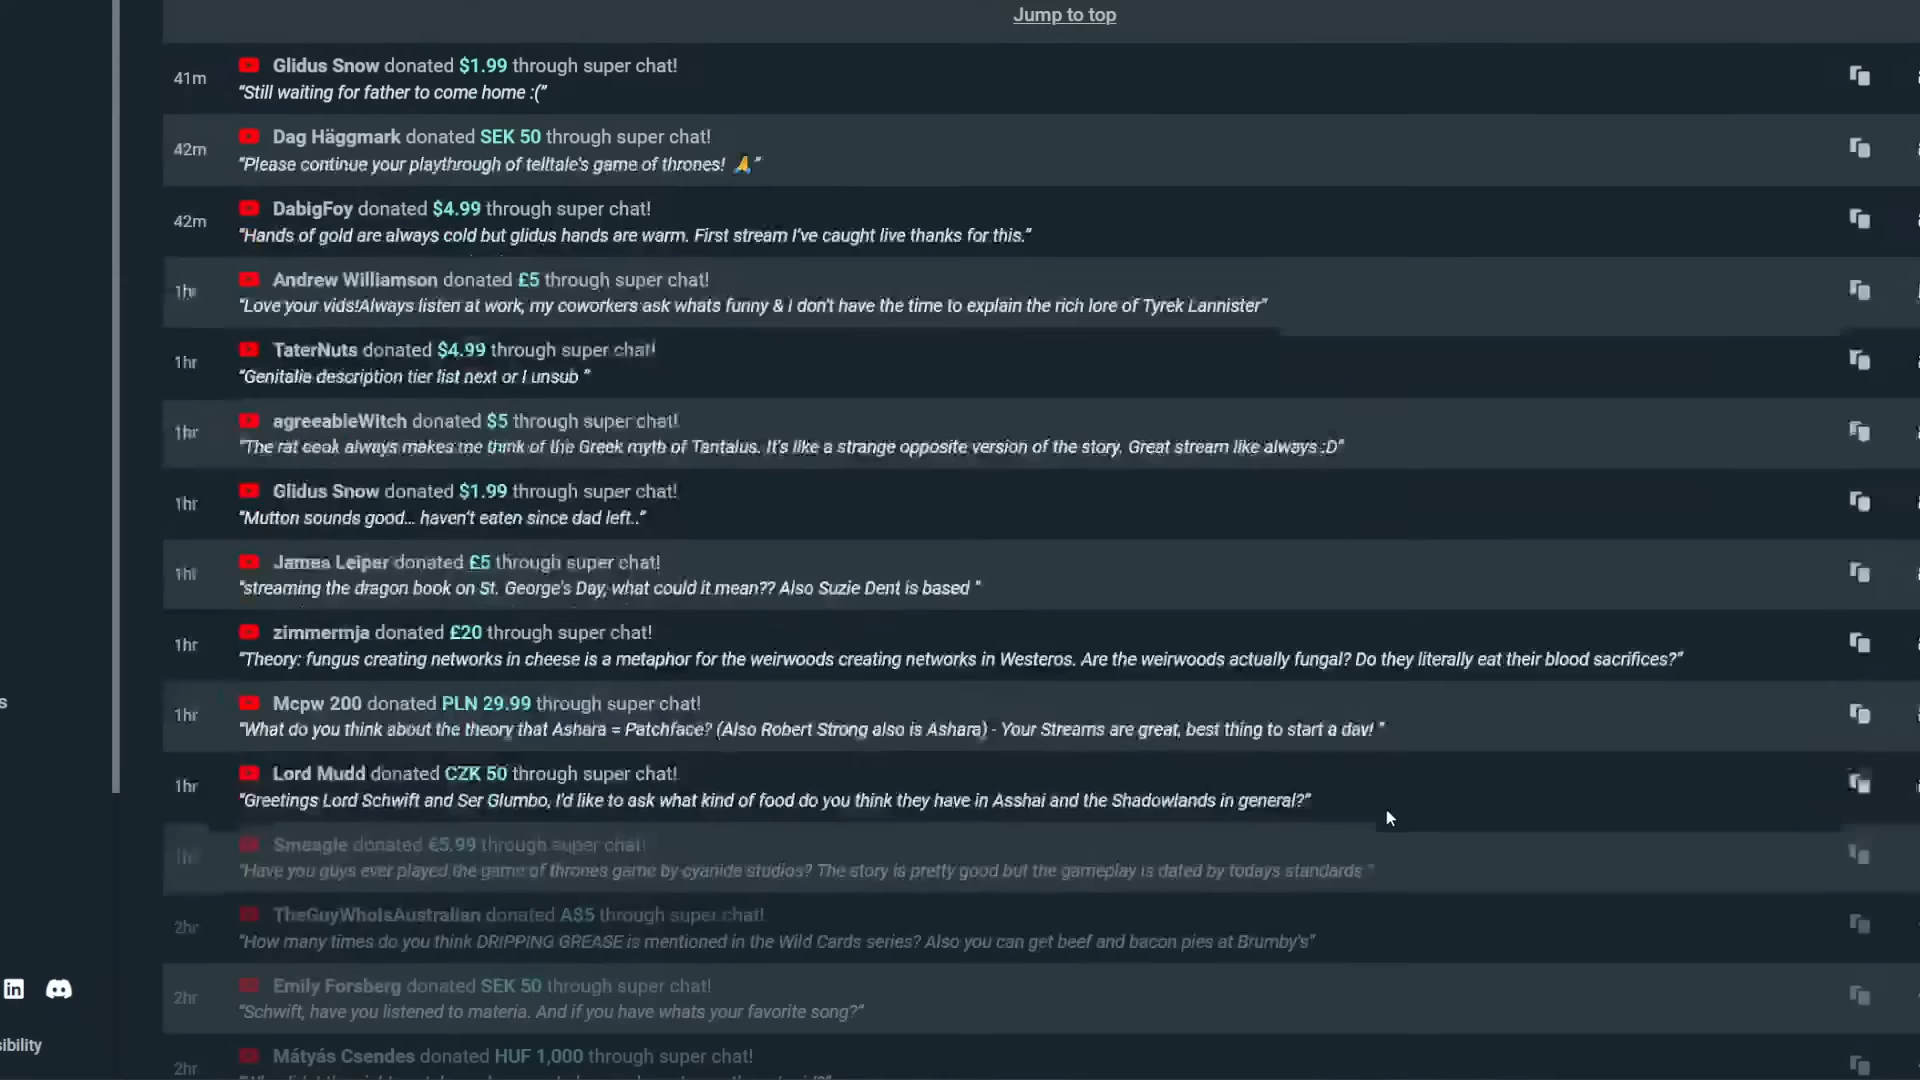 Jump to top
41m
Glidus Snow donated $1.99 through super chat!
“Still waiting for father to come home :(”
42m
Dag Häggmark donated SEK 50 through super chat!
“Please continue your playthrough of telltale's game of thrones! 🙏”
42m
DabigFoy donated $4.99 through super chat!
“Hands of gold are always cold but glidus hands are warm. First stream I've caught live thanks for this.”
1hr
Andrew Williamson donated £5 through super chat!
“Love your vids!Always listen at work, my coworkers ask whats funny & I don't have the time to explain the rich lore of Tyrek Lannister”
1hr
TaterNuts donated $4.99 through super chat!
“Genitalie description tier list next or I unsub ”
1hr
agreeableWitch donated $5 through super chat!
“The rat cook always makes me think of the Greek myth of Tantalus. It's like a strange opposite version of the story. Great stream like always :D”
1hr
Glidus Snow donated $1.99 through super chat!
“Mutton sounds good... haven't eaten since dad left..”
1hr
James Leiper donated £5 through super chat!
“streaming the dragon book on St. George's Day, what could it mean?? Also Suzie Dent is based ”
1hr
zimmermja donated £20 through super chat!
“Theory: fungus creating networks in cheese is a metaphor for the weirwoods creating networks in Westeros. Are the weirwoods actually fungal? Do they literally eat their blood sacrifices?”
1hr
Mcpw 200 donated PLN 29.99 through super chat!
“What do you think about the theory that Ashara = Patchface? (Also Robert Strong also is Ashara) - Your Streams are great, best thing to start a day! ”
1hr
Lord Mudd donated CZK 50 through super chat!
“Greetings Lord Schwift and Ser Glumbo, I'd like to ask what kind of food do you think they have in Asshai and the Shadowlands in general?”
1hr
Smeagle donated €5.99 through super chat!
“Have you guys ever played the game of thrones game by cyanide studios? The story is pretty good but the gameplay is dated by todays standards ”
2hr
TheGuyWhoIsAustralian donated A$5 through super chat!
“How many times do you think DRIPPING GREASE is mentioned in the Wild Cards series? Also you can get beef and bacon pies at Brumby's”
2hr
Emily Forsberg donated SEK 50 through super chat!
“Schwift, have you listened to materia. And if you have whats your favorite song?”
2hr
Mátyás Csendes donated HUF 1,000 through super chat!
s
in
sibility